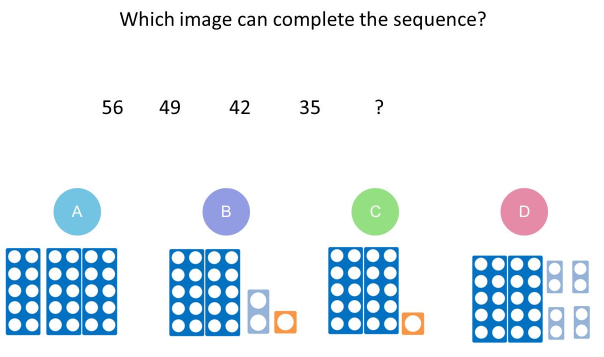 Which image can complete the sequence?
56 49 42 35 ?
A B C D